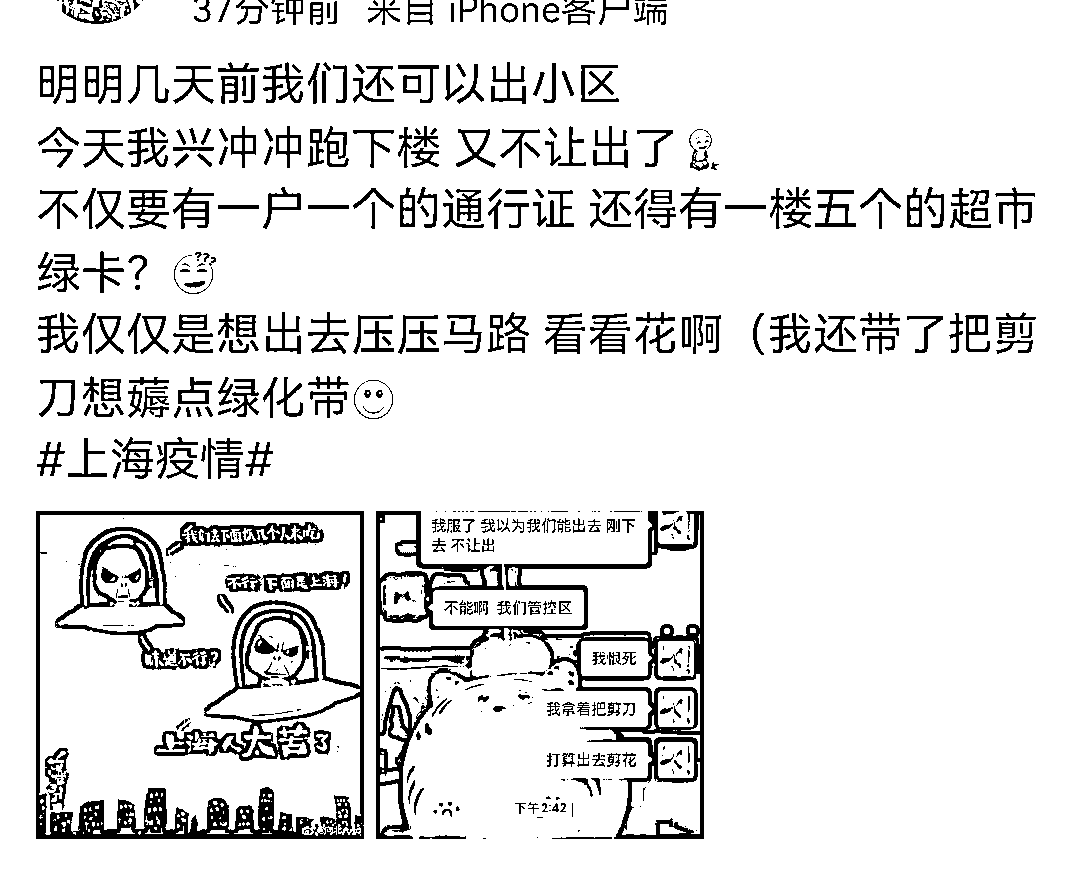 37分钟前 来自 iPhone客户端
明明几天前我们还可以出小区
今天我兴冲冲跑下楼 又不让出了
不仅要有一户一个的通行证 还得有一楼五个的超市
绿卡？
我仅仅是想出去压压马路 看看花啊（我还带了把剪
刀想薅点绿化带
#上海疫情#
我们去下面抓几个人来吃
不行 下面是上海！
味道不行？
上海人太苦了
我服了 我以为我们能出去 刚下
去 不让出
不能啊 我们管控区
我恨死
我拿着把剪刀
打算出去剪花
下午2:42